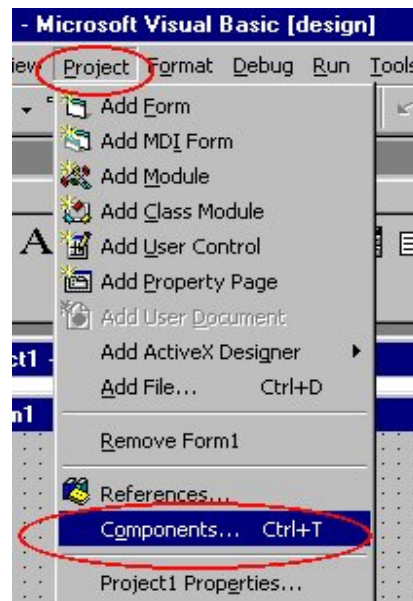 - Microsoft Visual Basic [design]
Project Format Debug Run Tools
Add Form
Add MDI Form
Add Module
Add Class Module
A
Add User Control
Add Property Page
Add User Document
Add ActiveX Designer
Add File... Ctrl+D
Remove Form1
References...
Components... Ctrl+T
Project1 Properties...